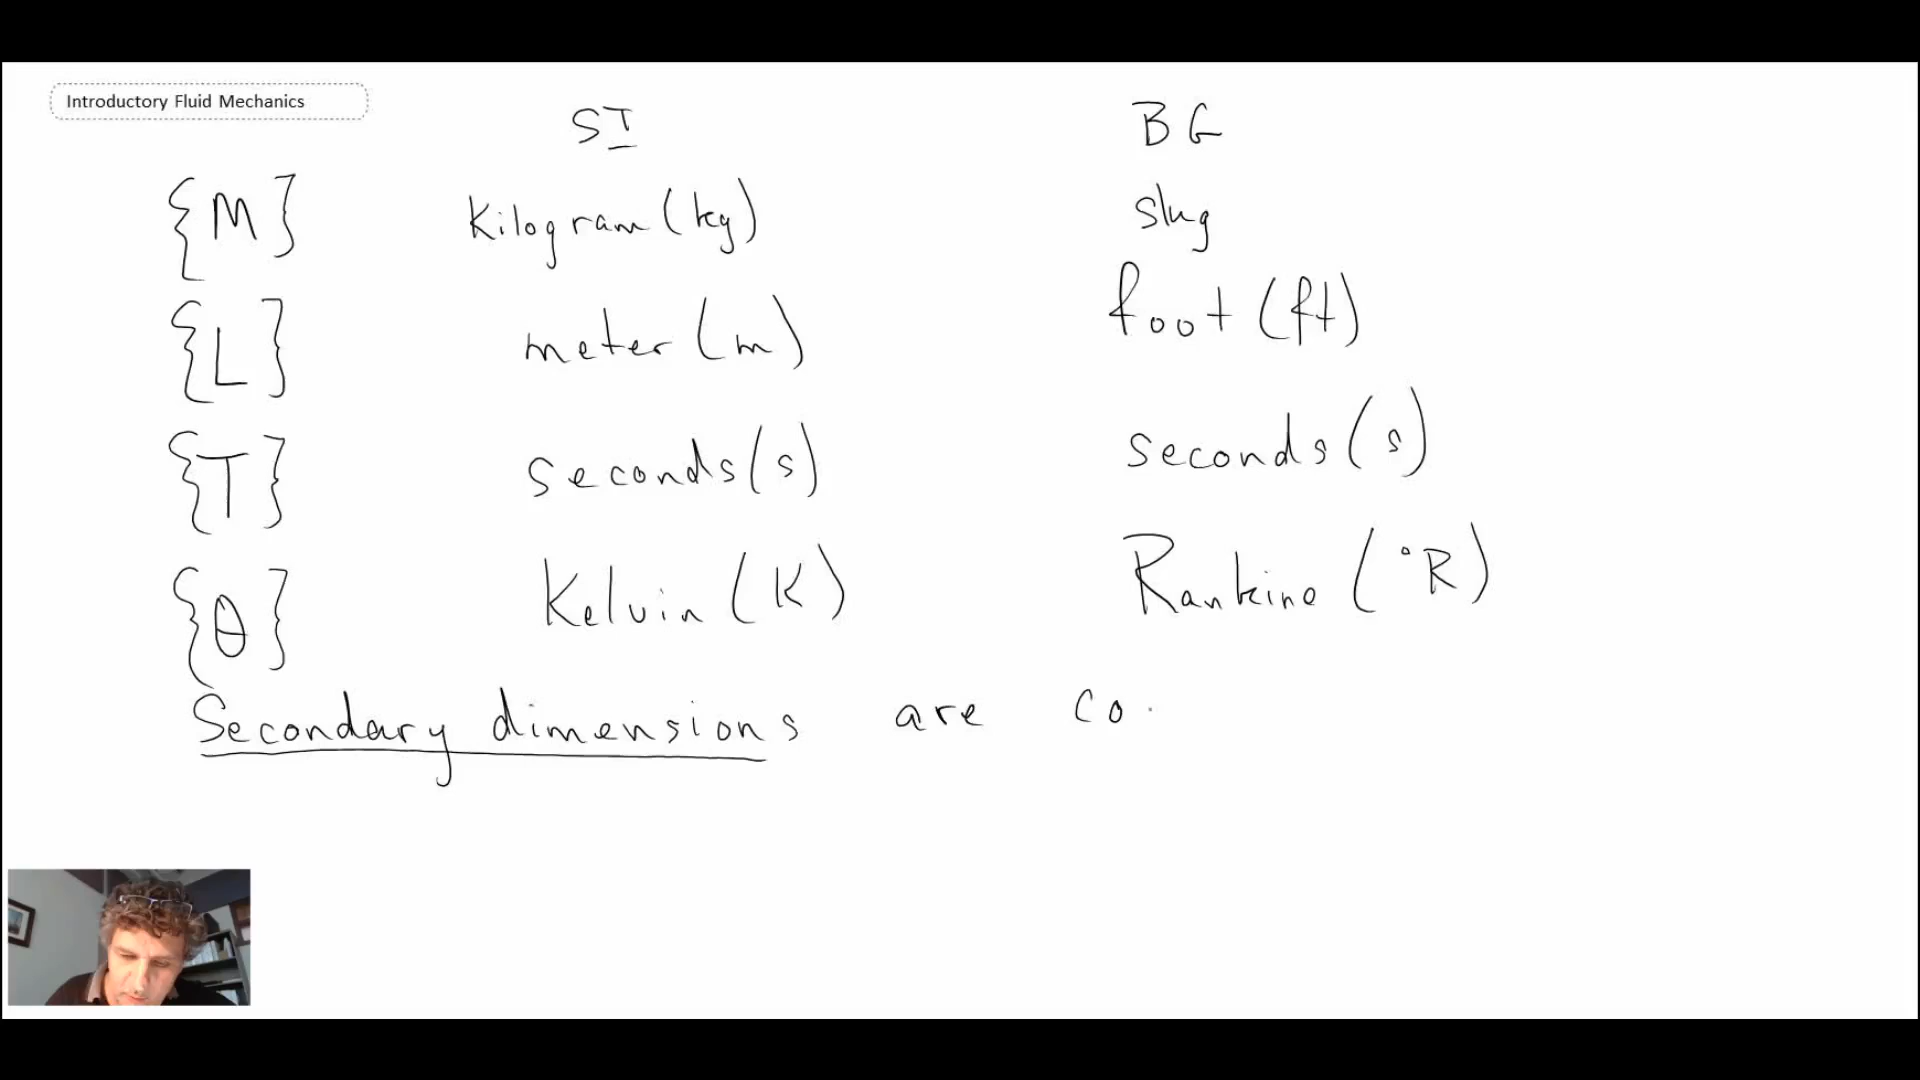 Introductory Fluid Mechanics
SI BG
{M} Kilogram (kg) slug
{L} meter (m) foot (ft)
{T} seconds (s) seconds (s)
{θ} Kelvin (K) Rankine (°R)
Secondary dimensions are co